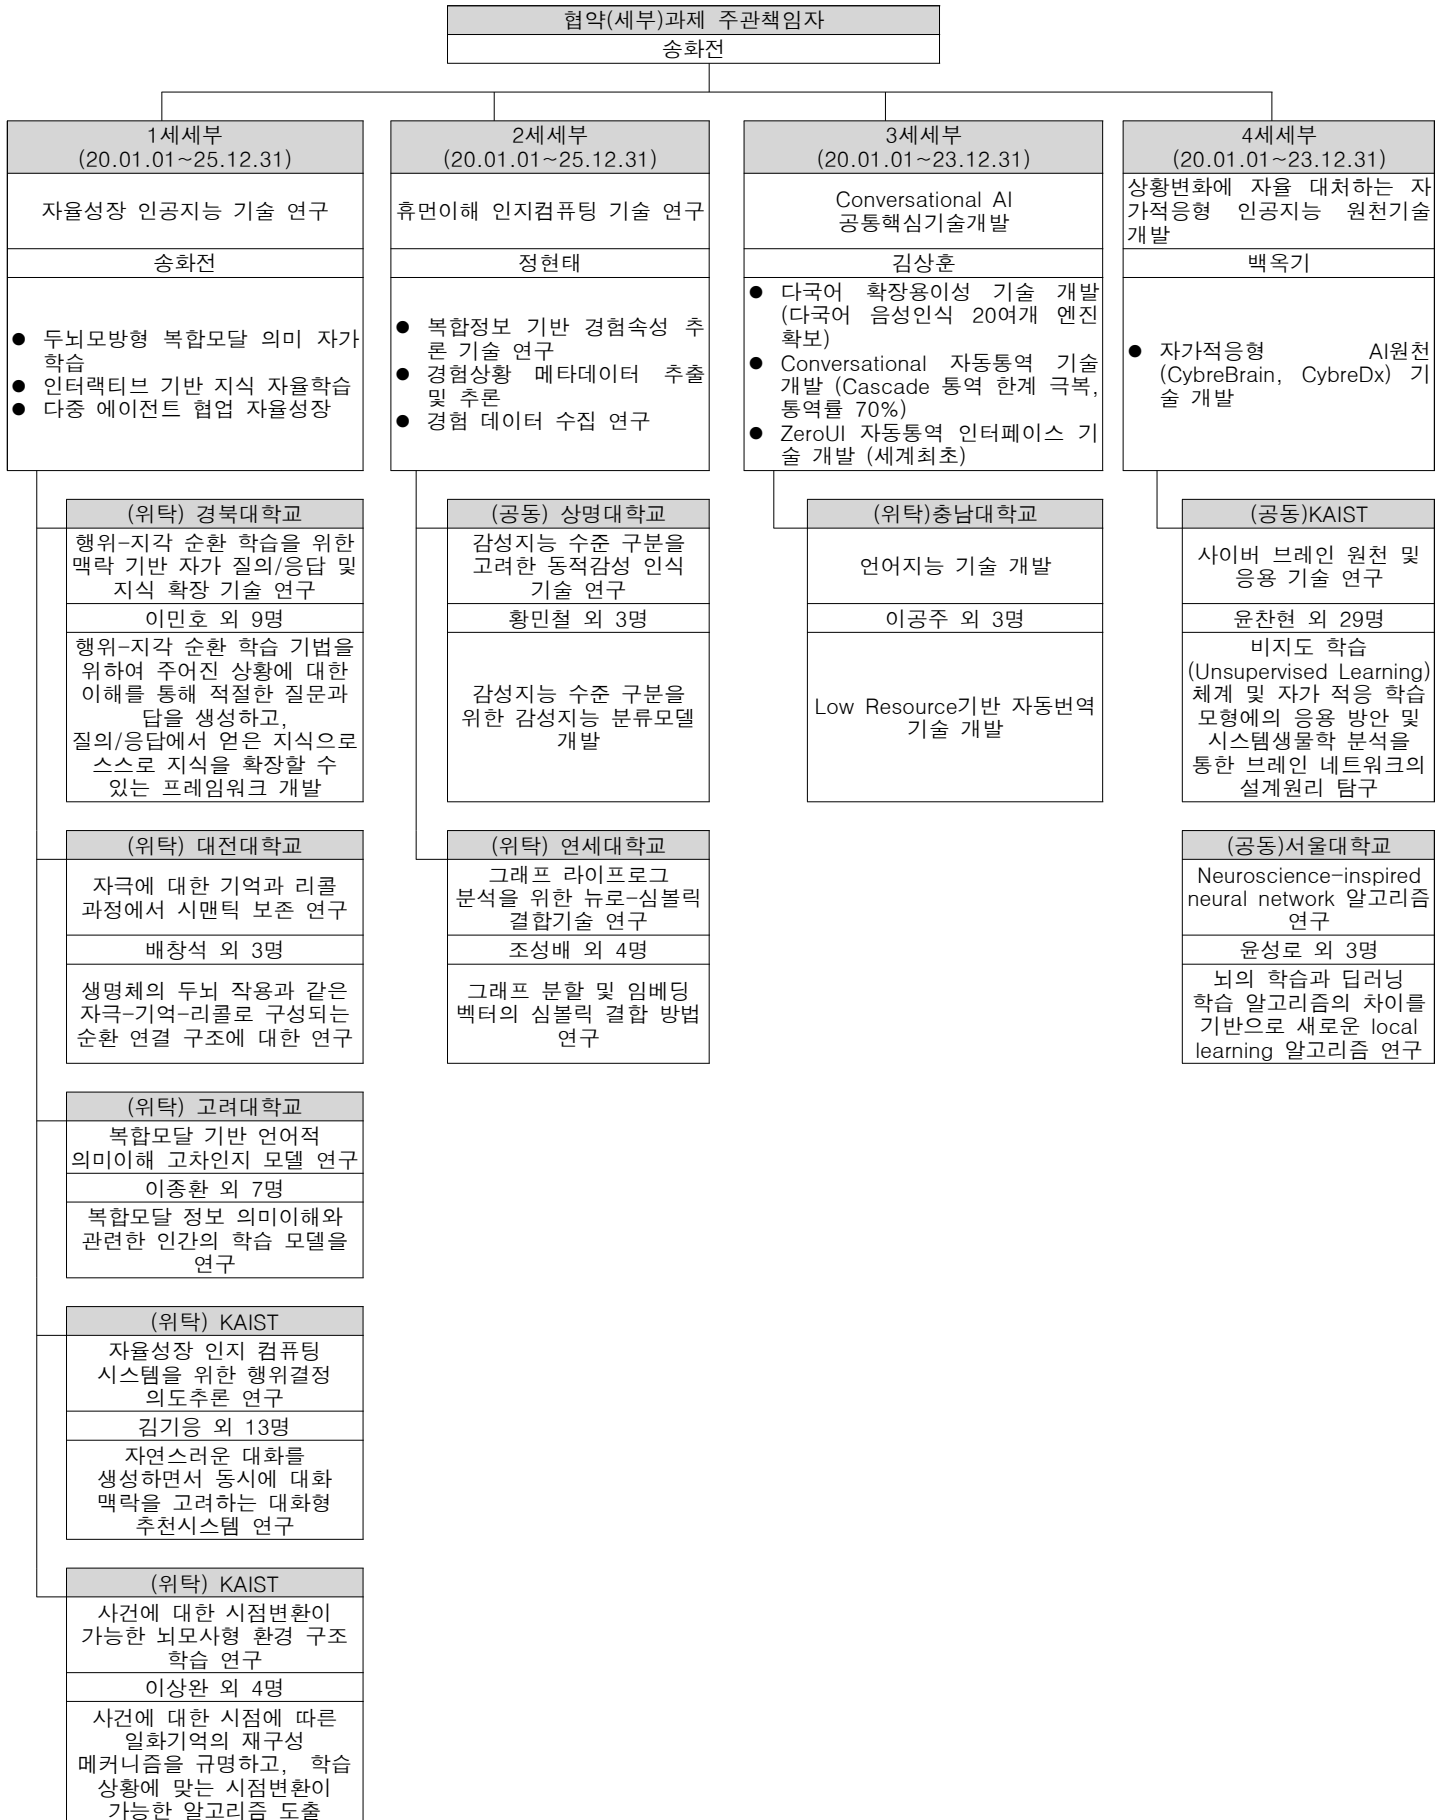 협약(세부)과제 주관책임자
송화전
1세세부
(20.01.01~25.12.31)
자율성장 인공지능 기술 연구
송화전
● 두뇌모방형 복합모달 의미 자가
학습
● 인터랙티브 기반 지식 자율학습
● 다중 에이전트 협업 자율성장
2세세부
(20.01.01~25.12.31)
휴먼이해 인지컴퓨팅 기술 연구
정현태
● 복합정보 기반 경험속성 추
론 기술 연구
● 경험상황 메타데이터 추출
및 추론
● 경험 데이터 수집 연구
3세세부
(20.01.01~23.12.31)
Conversational AI
공통핵심기술개발
김상훈
● 다국어 확장용이성 기술 개발
(다국어 음성인식 20여개 엔진
확보)
● Conversational 자동통역 기술
개발 (Cascade 통역 한계 극복,
통역률 70%)
● ZeroUI 자동통역 인터페이스 기
술 개발 (세계최초)
4세세부
(20.01.01~23.12.31)
상황변화에 자율 대처하는 자
가적응형 인공지능 원천기술
개발
백옥기
● 자가적응형 AI원천
(CybreBrain, CybreDx) 기
술 개발
(위탁) 경북대학교
행위-지각 순환 학습을 위한
맥락 기반 자가 질의/응답 및
지식 확장 기술 연구
이민호 외 9명
행위-지각 순환 학습 기법을
위하여 주어진 상황에 대한
이해를 통해 적절한 질문과
답을 생성하고,
질의/응답에서 얻은 지식으로
스스로 지식을 확장할 수
있는 프레임워크 개발
(공동) 상명대학교
감성지능 수준 구분을
고려한 동적감성 인식
기술 연구
황민철 외 3명
감성지능 수준 구분을
위한 감성지능 분류모델
개발
(위탁)충남대학교
언어지능 기술 개발
이공주 외 3명
Low Resource기반 자동번역
기술 개발
(공동)KAIST
사이버 브레인 원천 및
응용 기술 연구
윤찬현 외 29명
비지도 학습
(Unsupervised Learning)
체계 및 자가 적응 학습
모형에의 응용 방안 및
시스템생물학 분석을
통한 브레인 네트워크의
설계원리 탐구
(위탁) 대전대학교
자극에 대한 기억과 리콜
과정에서 시맨틱 보존 연구
배창석 외 3명
생명체의 두뇌 작용과 같은
자극-기억-리콜로 구성되는
순환 연결 구조에 대한 연구
(위탁) 연세대학교
그래프 라이프로그
분석을 위한 뉴로-심볼릭
결합기술 연구
조성배 외 4명
그래프 분할 및 임베딩
벡터의 심볼릭 결합 방법
연구
(공동)서울대학교
Neuroscience-inspired
neural network 알고리즘
연구
윤성로 외 3명
뇌의 학습과 딥러닝
학습 알고리즘의 차이를
기반으로 새로운 local
learning 알고리즘 연구
(위탁) 고려대학교
복합모달 기반 언어적
의미이해 고차인지 모델 연구
이종환 외 7명
복합모달 정보 의미이해와
관련한 인간의 학습 모델을
연구
(위탁) KAIST
자율성장 인지 컴퓨팅
시스템을 위한 행위결정
의도추론 연구
김기응 외 13명
자연스러운 대화를
생성하면서 동시에 대화
맥락을 고려하는 대화형
추천시스템 연구
(위탁) KAIST
사건에 대한 시점변환이
가능한 뇌모사형 환경 구조
학습 연구
이상완 외 4명
사건에 대한 시점에 따른
일화기억의 재구성
메커니즘을 규명하고, 학습
상황에 맞는 시점변환이
가능한 알고리즘 도출